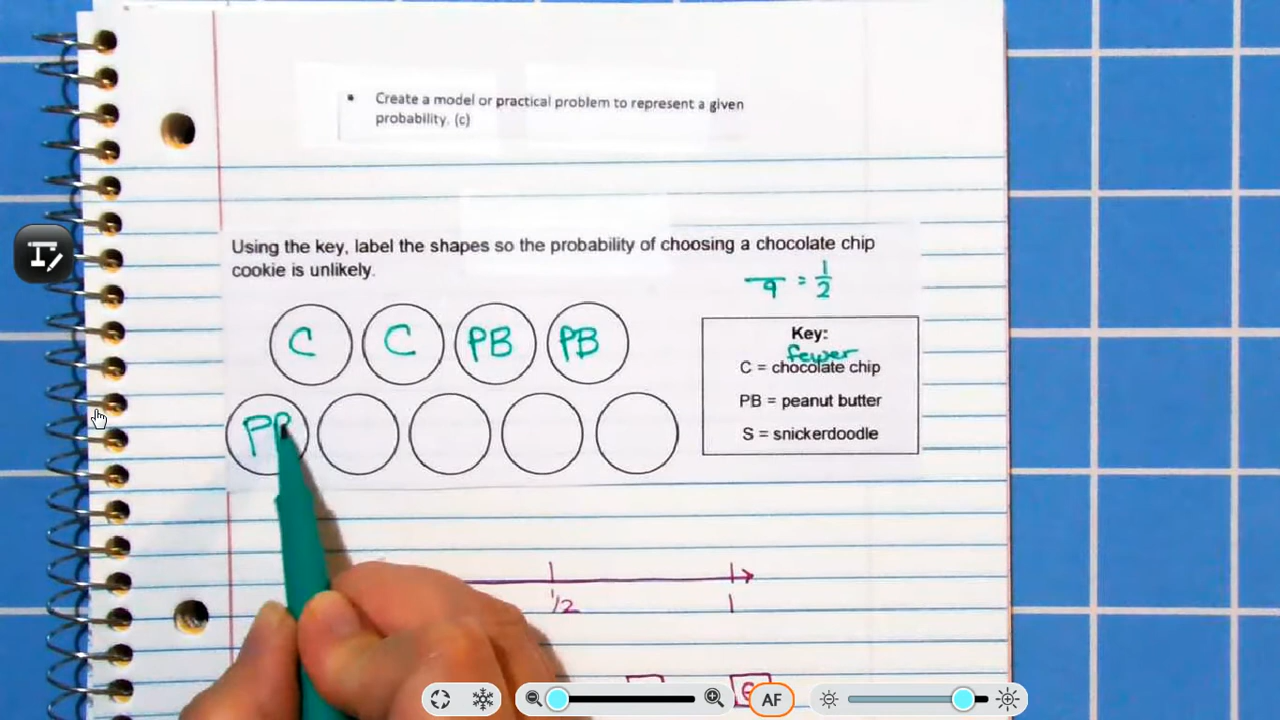 • Create a model or practical problem to represent a given
probability. (c)
Using the key, label the shapes so the probability of choosing a chocolate chip
cookie is unlikely.
/9 = 1/2
C C PB PB
PB
Key:
fewer
C = chocolate chip
PB = peanut butter
S = snickerdoodle
1/2 1
AF